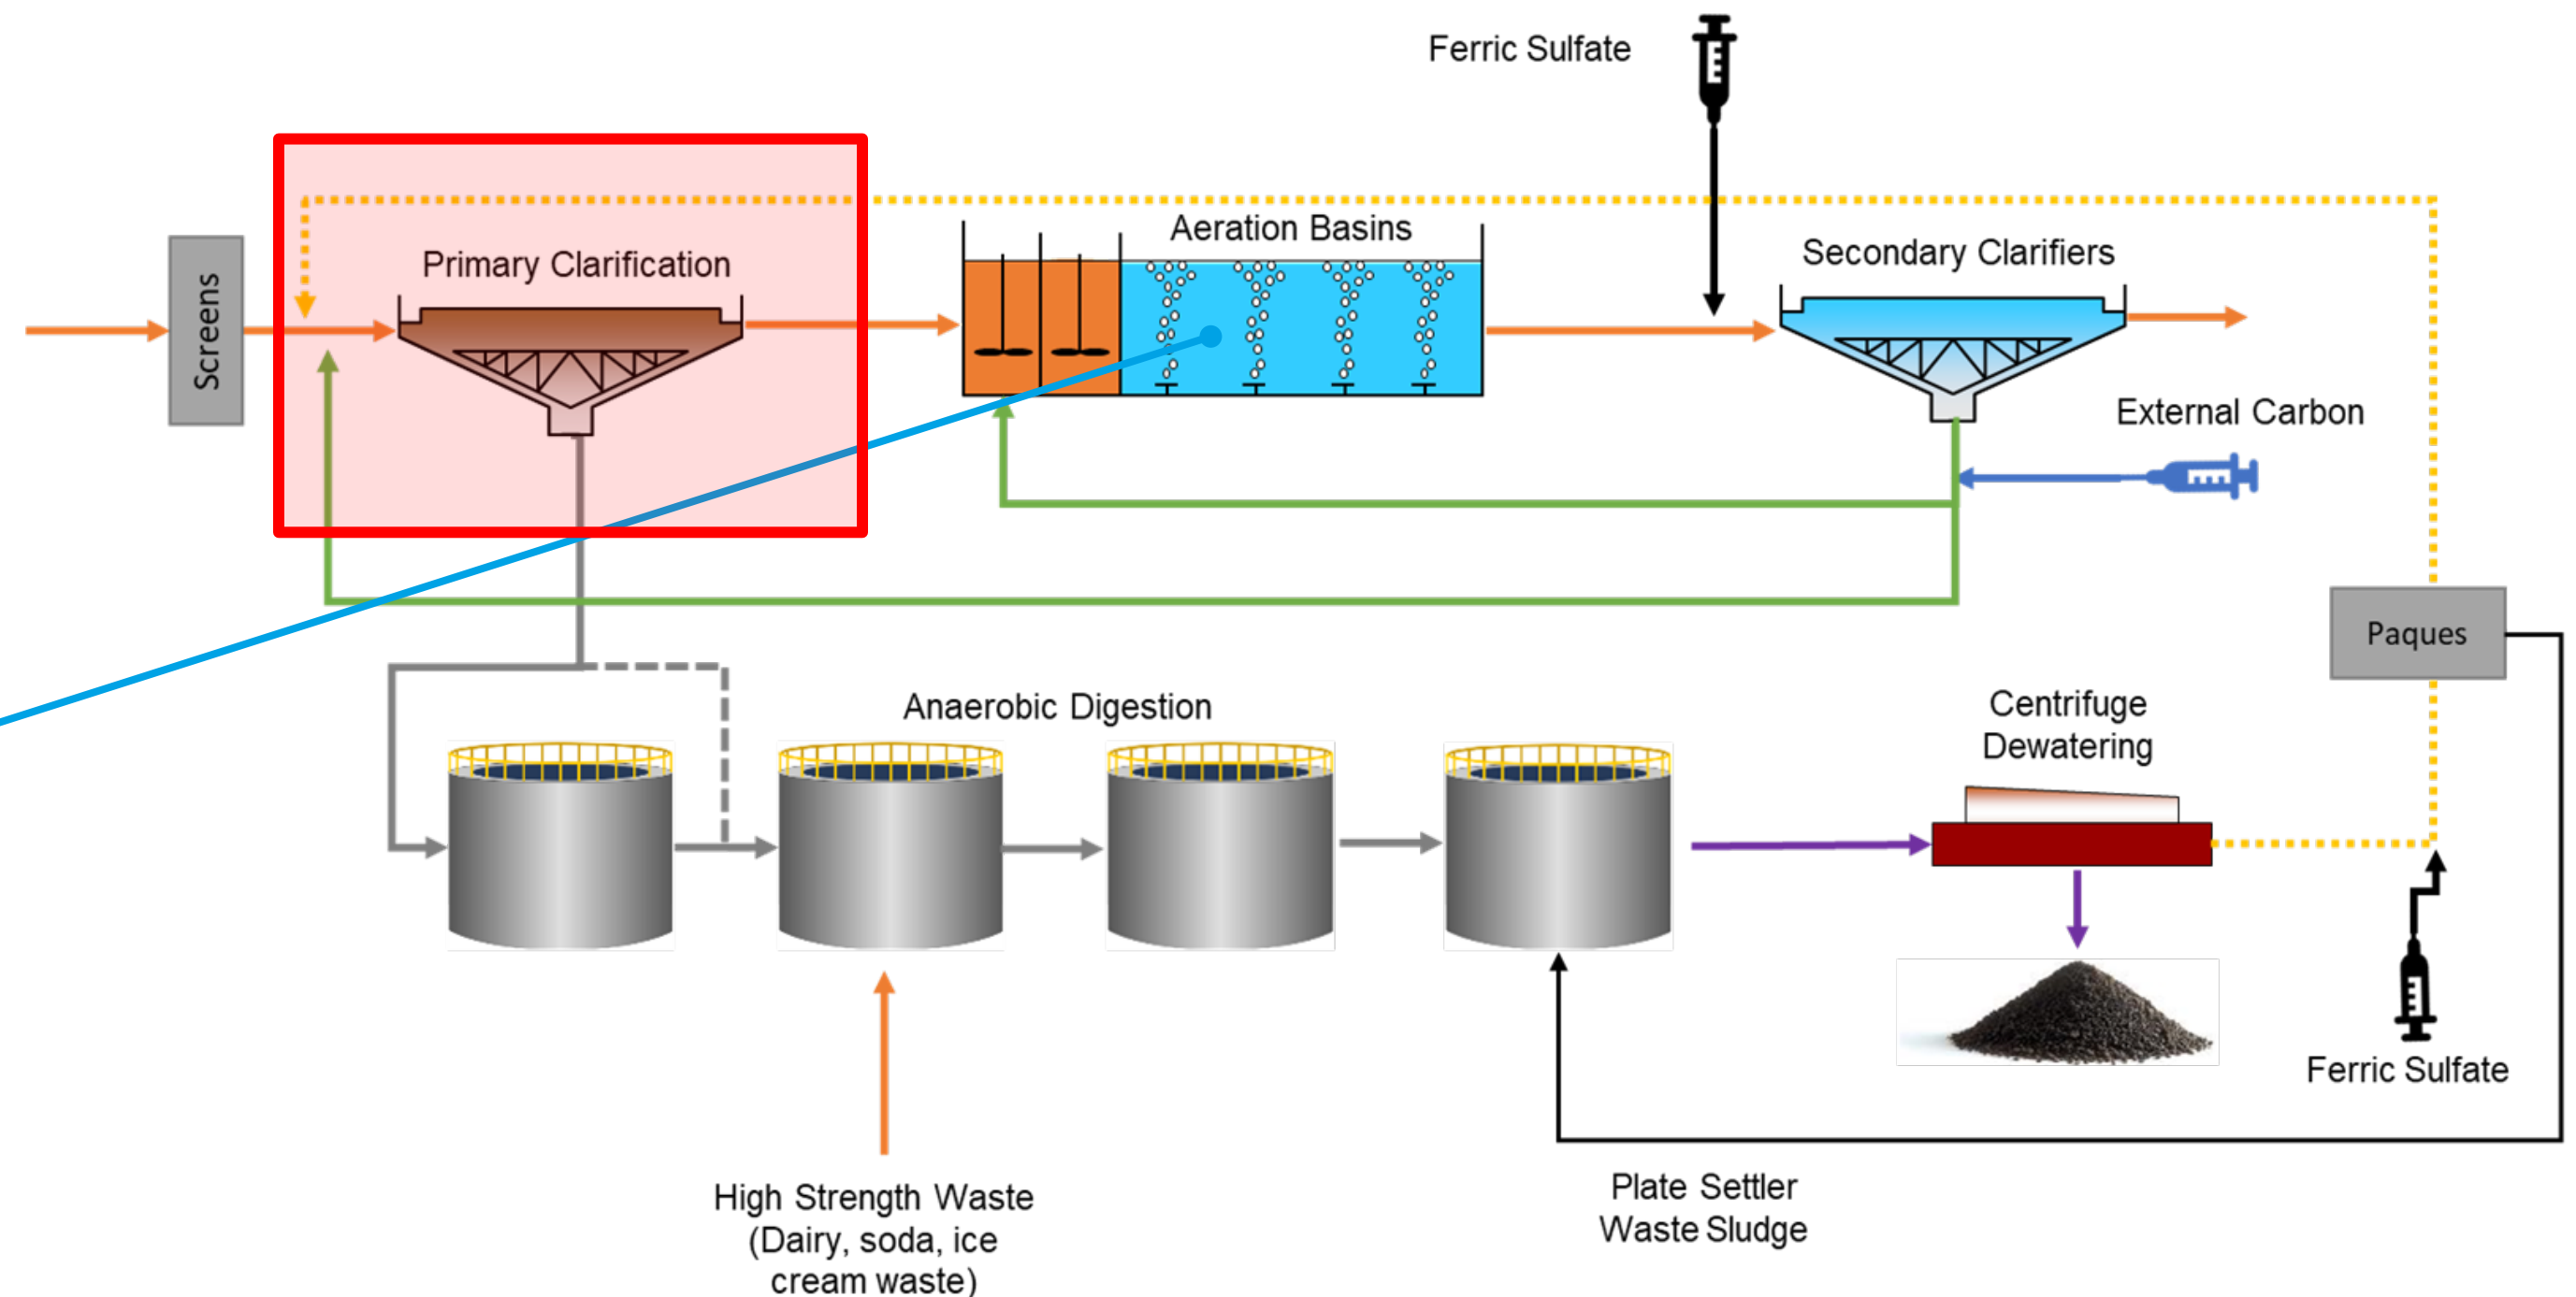 Ferric Sulfate
Aeration Basins
Primary Clarification
Secondary Clarifiers
Screens
External Carbon
Paques
Anaerobic Digestion
Centrifuge
Dewatering
Ferric Sulfate
High Strength Waste
(Dairy, soda, ice
cream waste)
Plate Settler
Waste Sludge